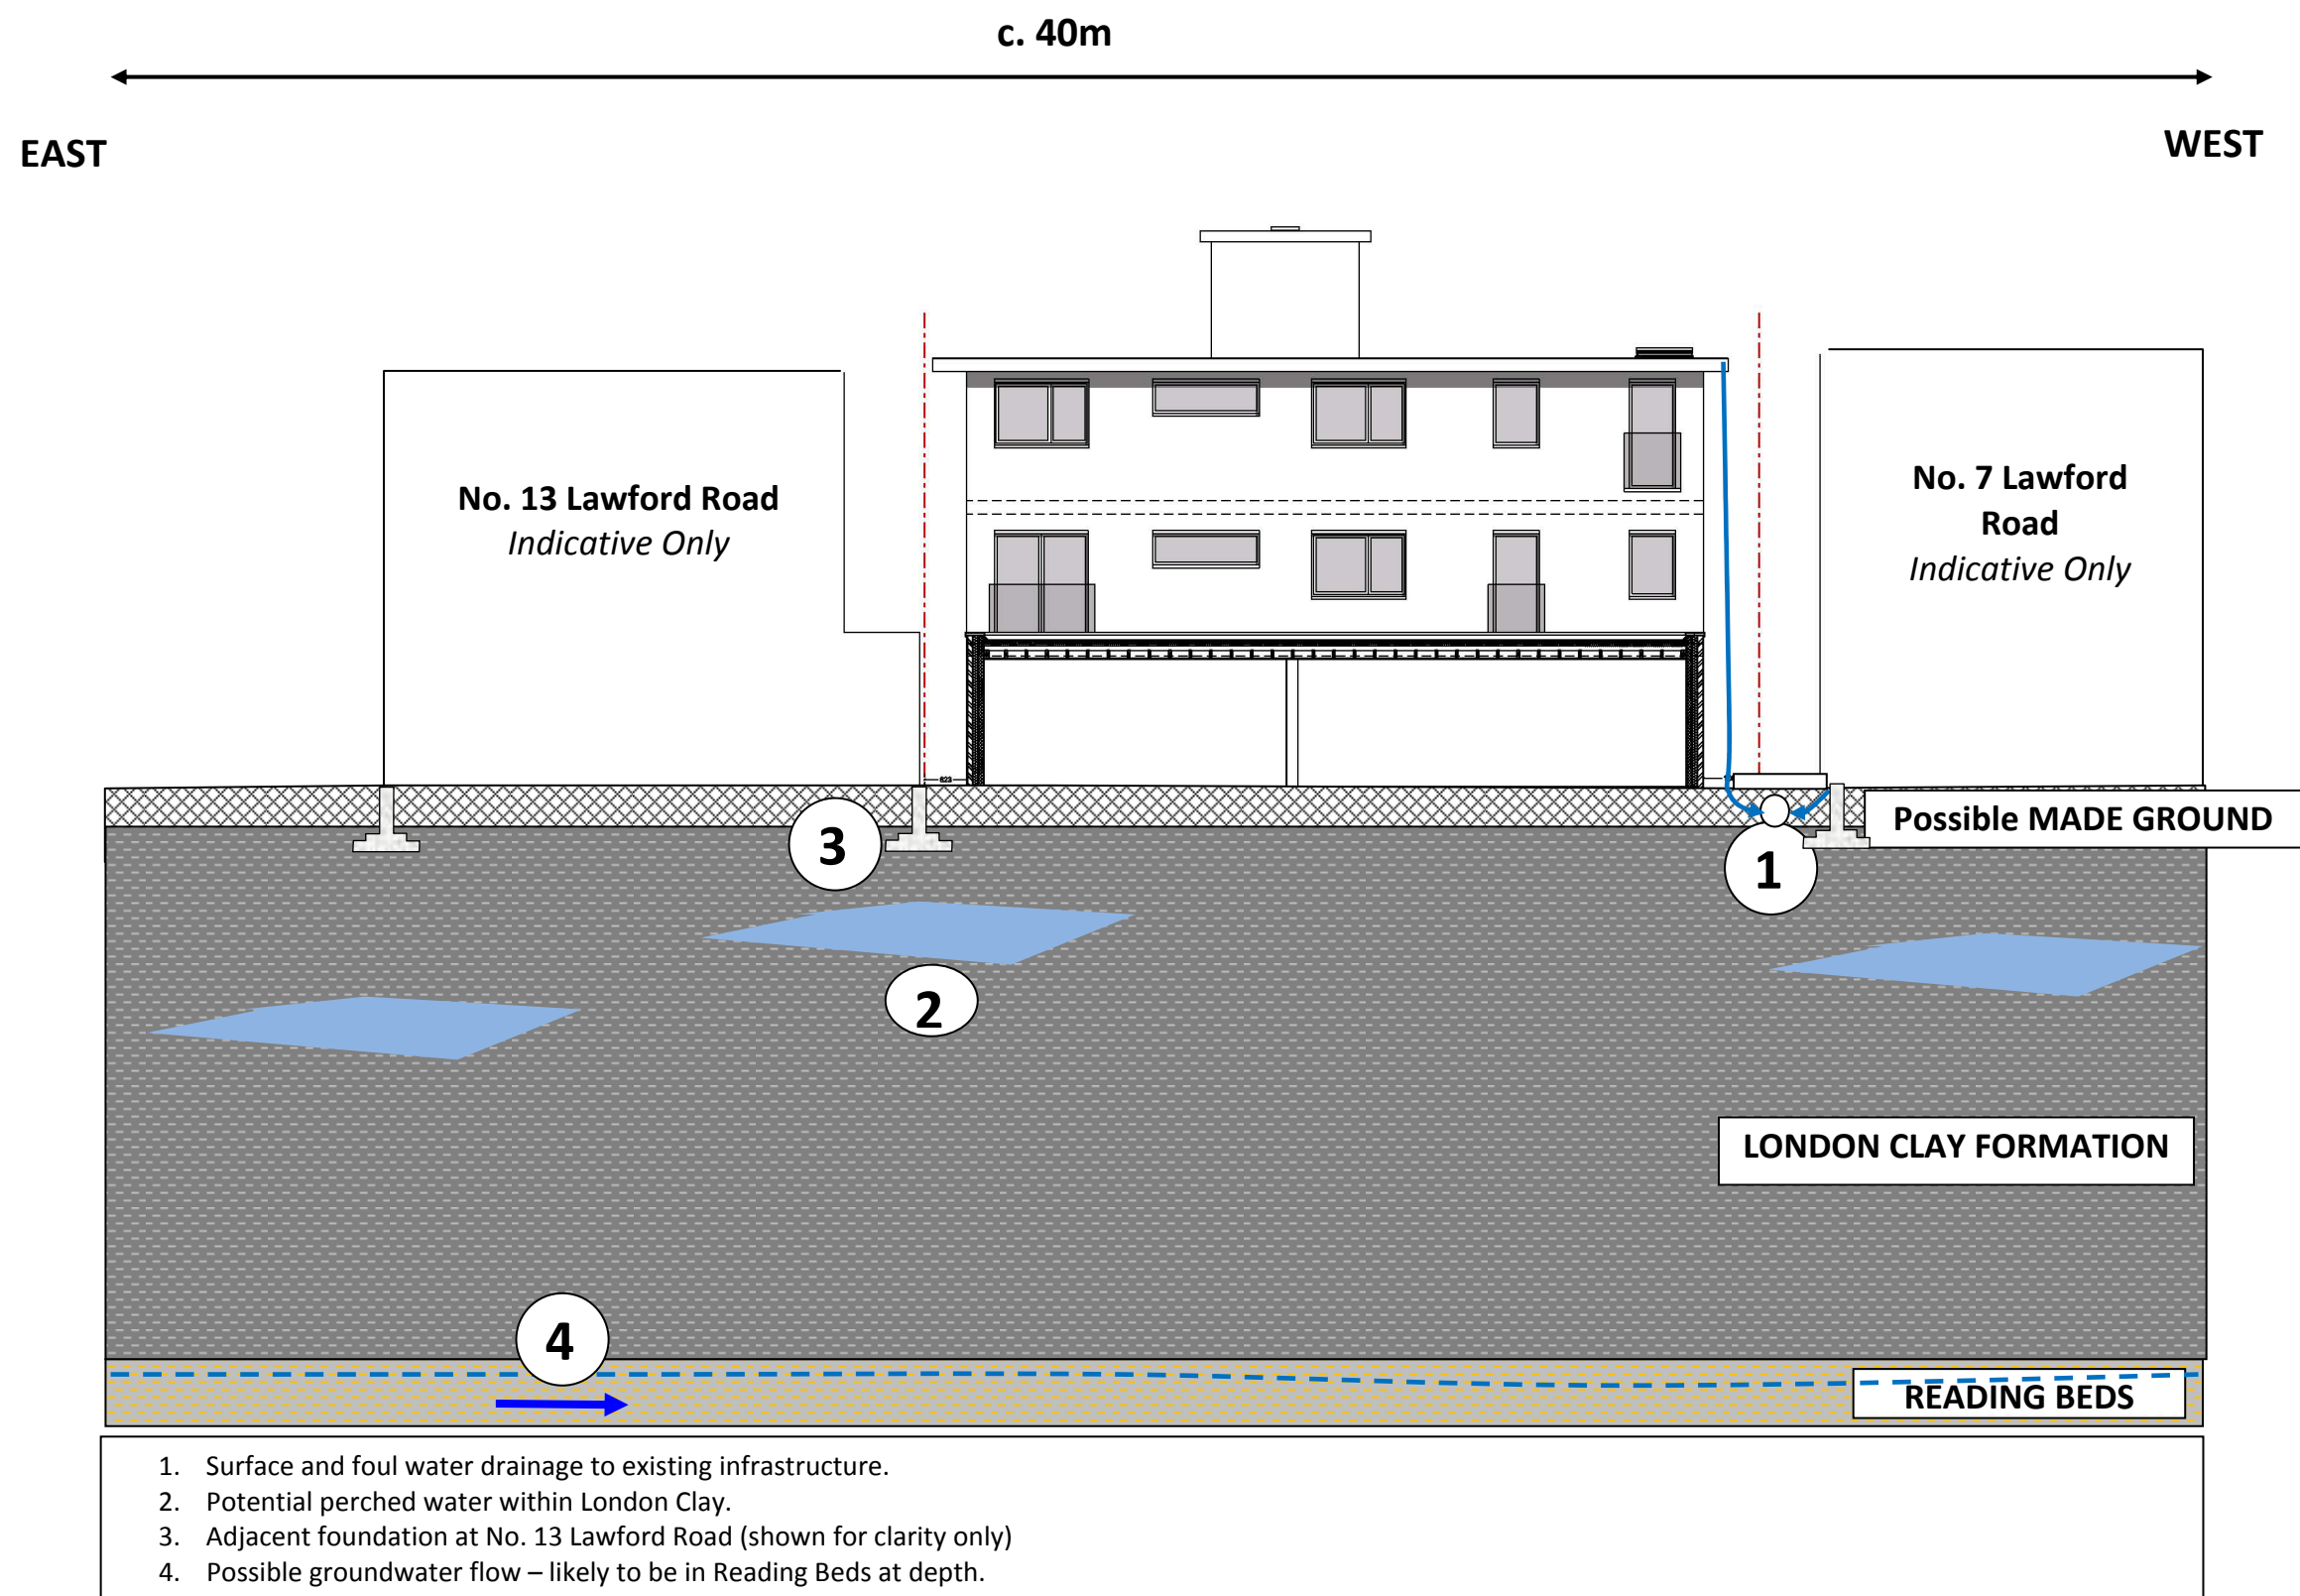 c. 40m
EAST
WEST
No. 13 Lawford Road
Indicative Only
No. 7 Lawford
Road
Indicative Only
823
3
1
Possible MADE GROUND
2
LONDON CLAY FORMATION
4
READING BEDS
1. Surface and foul water drainage to existing infrastructure.
2. Potential perched water within London Clay.
3. Adjacent foundation at No. 13 Lawford Road (shown for clarity only)
4. Possible groundwater flow – likely to be in Reading Beds at depth.